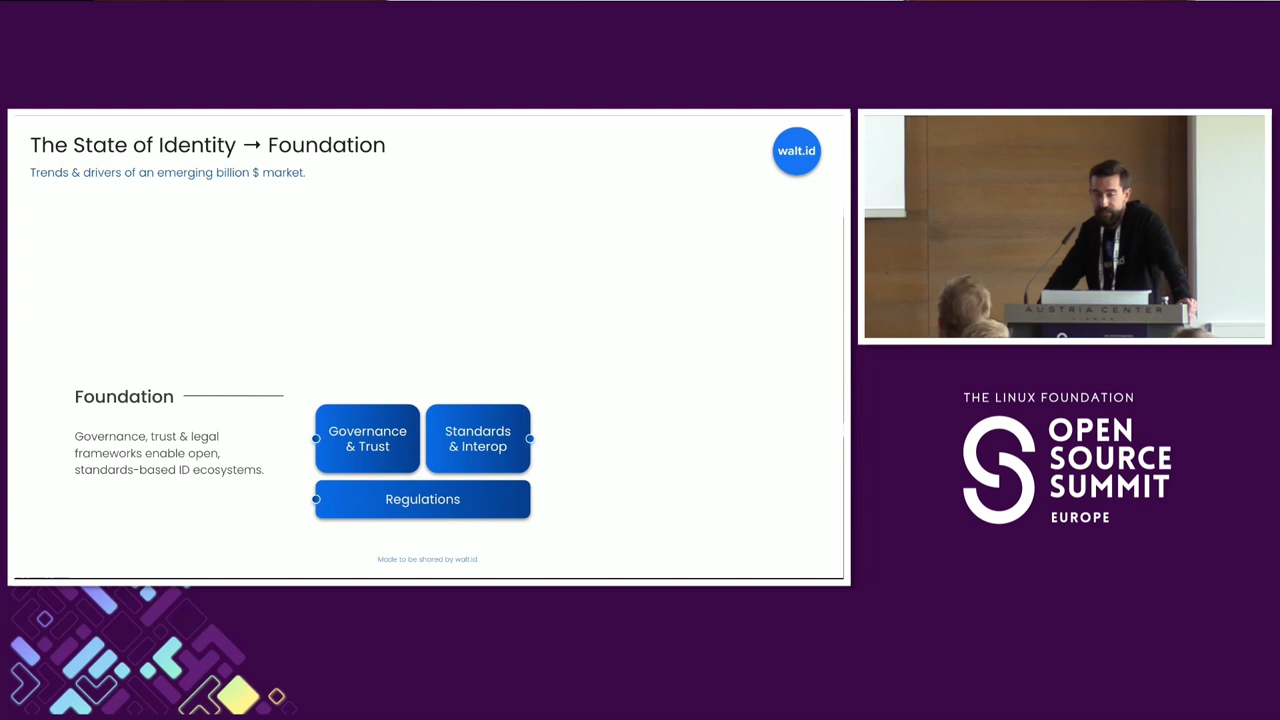 The State of Identity → Foundation
Trends & drivers of an emerging billion $ market.
walt.id
Foundation
Governance, trust & legal
frameworks enable open,
standards-based ID ecosystems.
Governance
& Trust
Standards
& Interop
Regulations
Made to be shared by walt.id
AUSTRIA CENTER
THE LINUX FOUNDATION
OPEN
SOURCE
SUMMIT
EUROPE